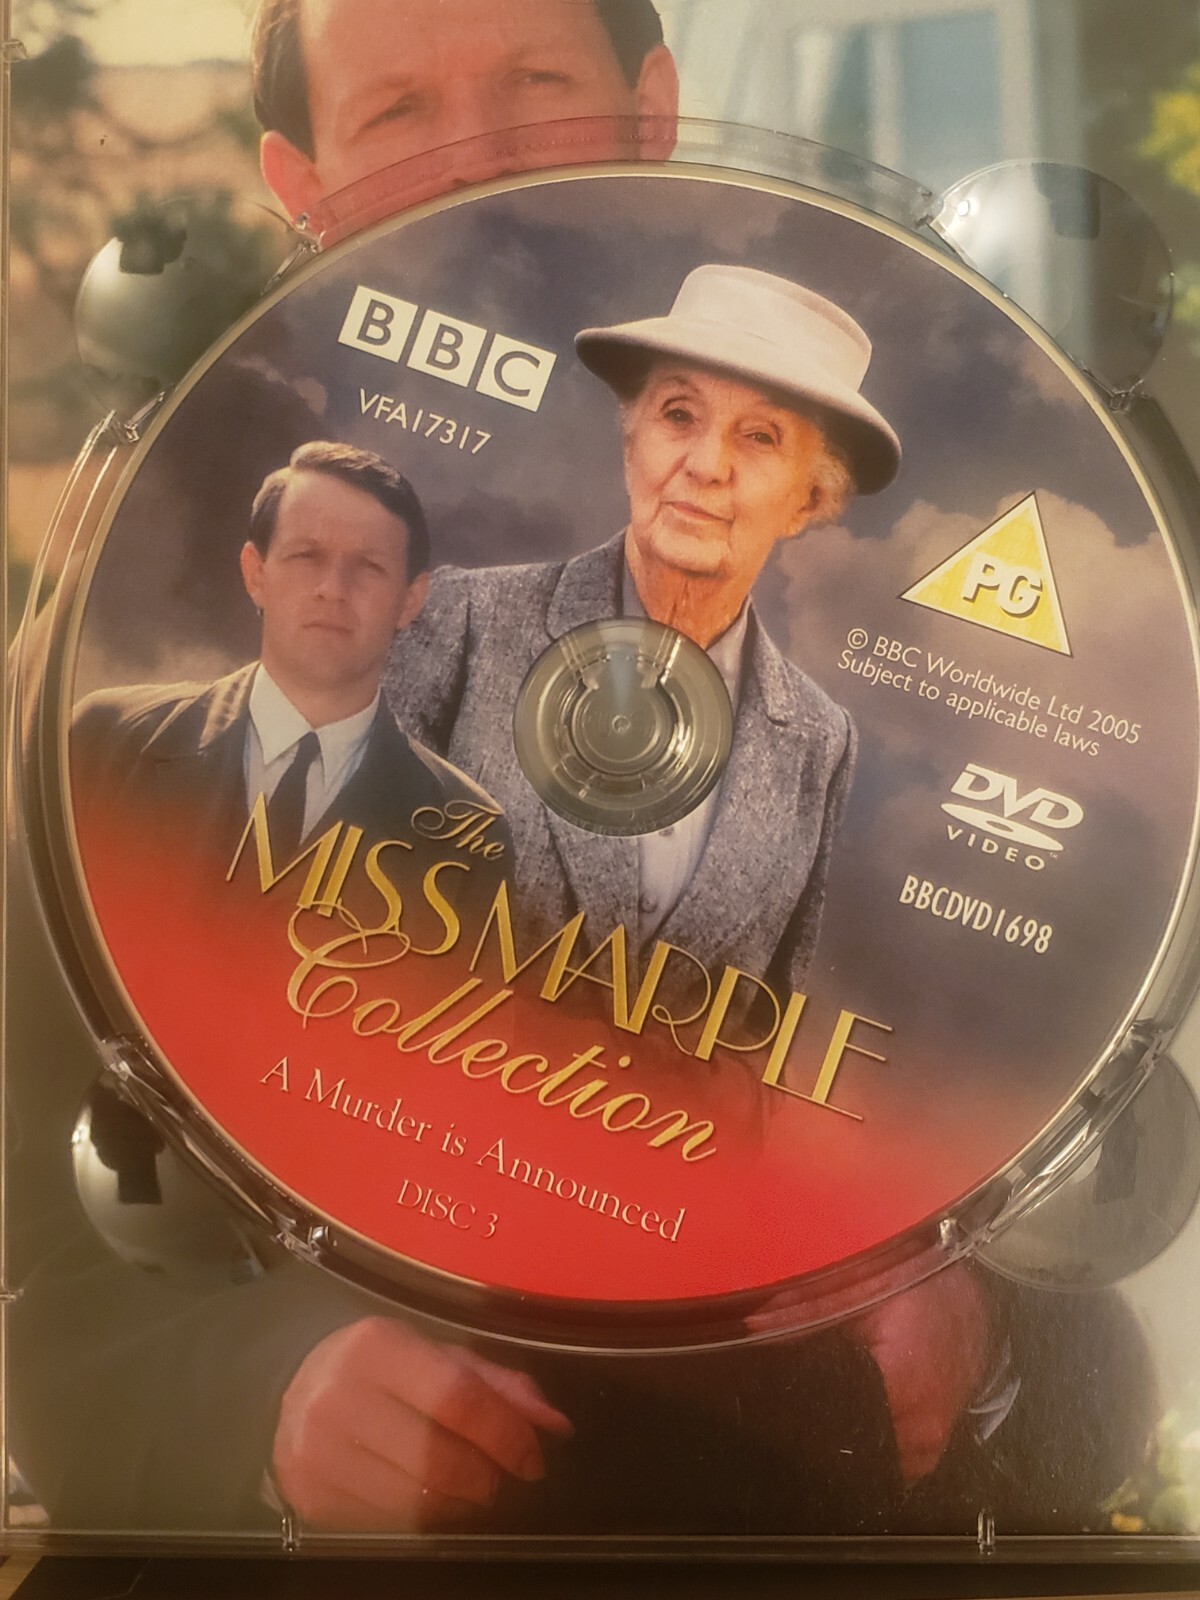 BBC
VFA17317
PG
© BBC Worldwide Ltd 2005
Subject to applicable laws
DVD
VIDEO™
BBCDVD1698
The
MISS MARPLE
Collection
A Murder is Announced
DISC 3